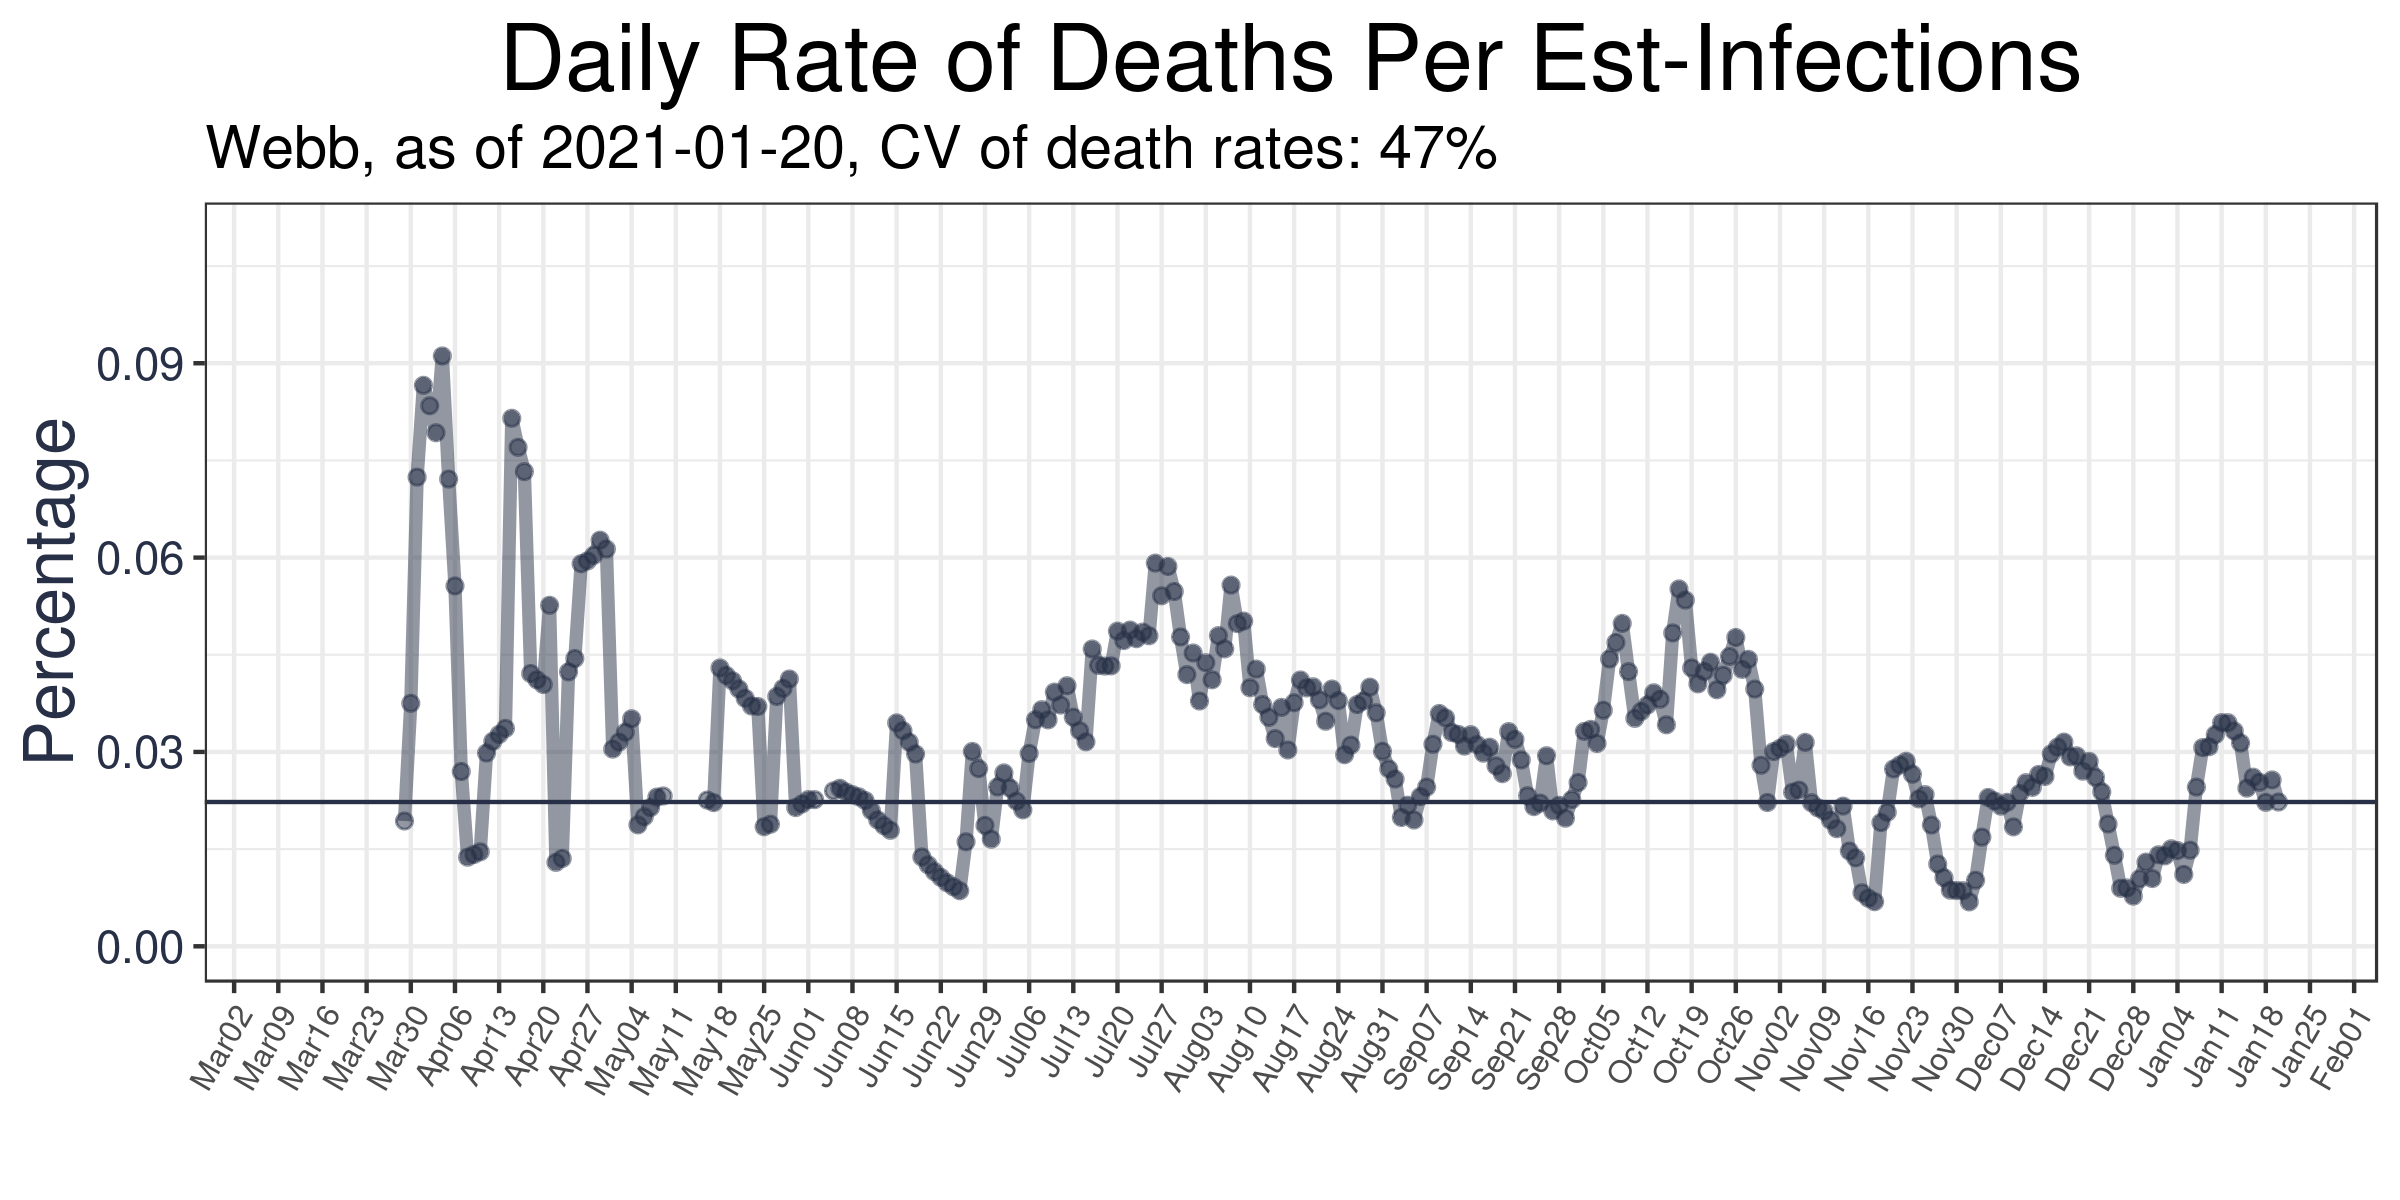 Daily Rate of Deaths Per Est-Infections
Webb, as of 2021-01-20, CV of death rates: 47%
Percentage
0.09
0.06
0.03
0.00
Mar02
Mar09
Mar16
Mar23
Mar30
Apr06
Apr13
Apr20
Apr27
May04
May11
May18
May25
Jun01
Jun08
Jun15
Jun22
Jun29
Jul06
Jul13
Jul20
Jul27
Aug03
Aug10
Aug17
Aug24
Aug31
Sep07
Sep14
Sep21
Sep28
Oct05
Oct12
Oct19
Oct26
Nov02
Nov09
Nov16
Nov23
Nov30
Dec07
Dec14
Dec21
Dec28
Jan04
Jan11
Jan18
Jan25
Feb01